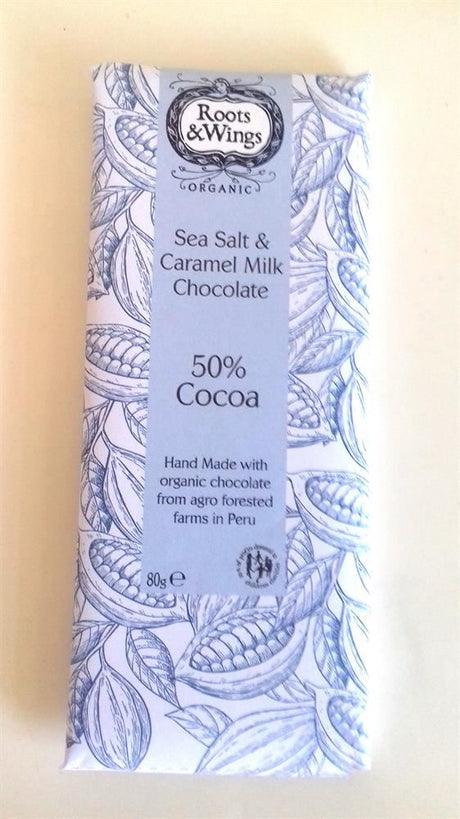 Roots
&Wings
ORGANIC
Sea Salt &
Caramel Milk
Chocolate
50%
Cocoa
Hand Made with
organic chocolate
from agro forested
farms in Peru
80g ℮